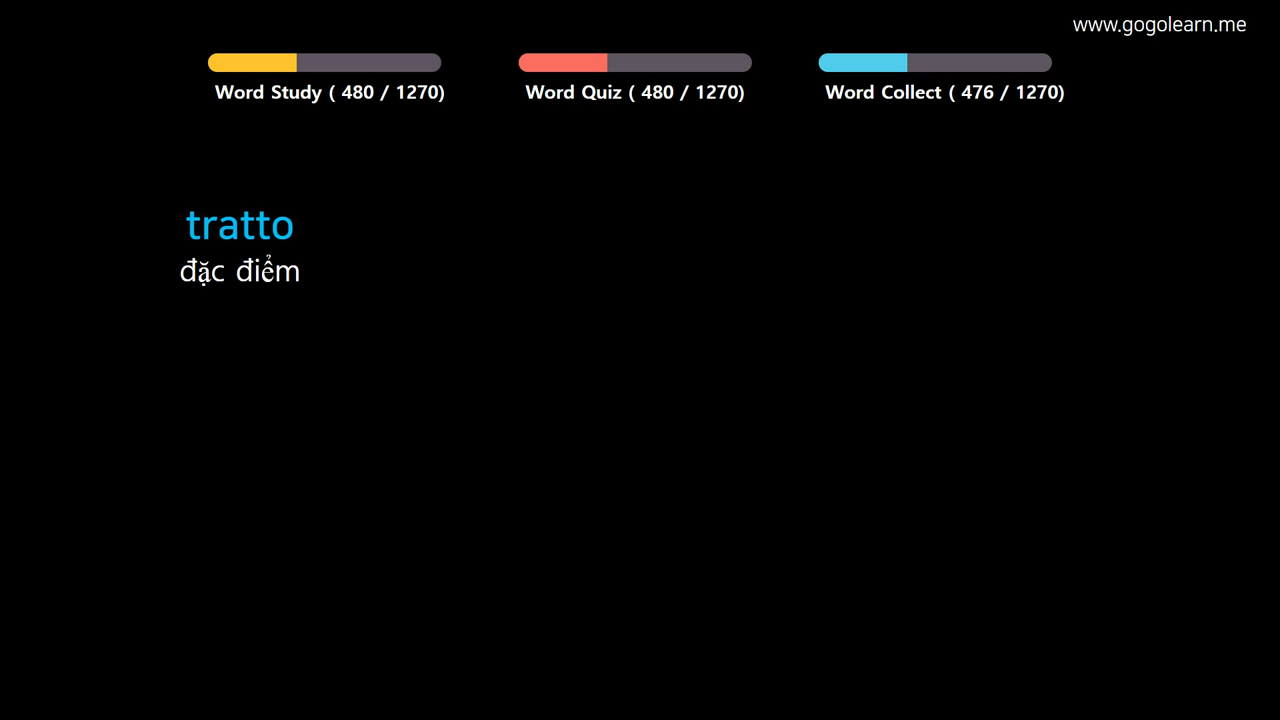 www.gogolearn.me
Word Study ( 480 / 1270)
Word Quiz ( 480 / 1270)
Word Collect ( 476 / 1270)
tratto
đặc điểm